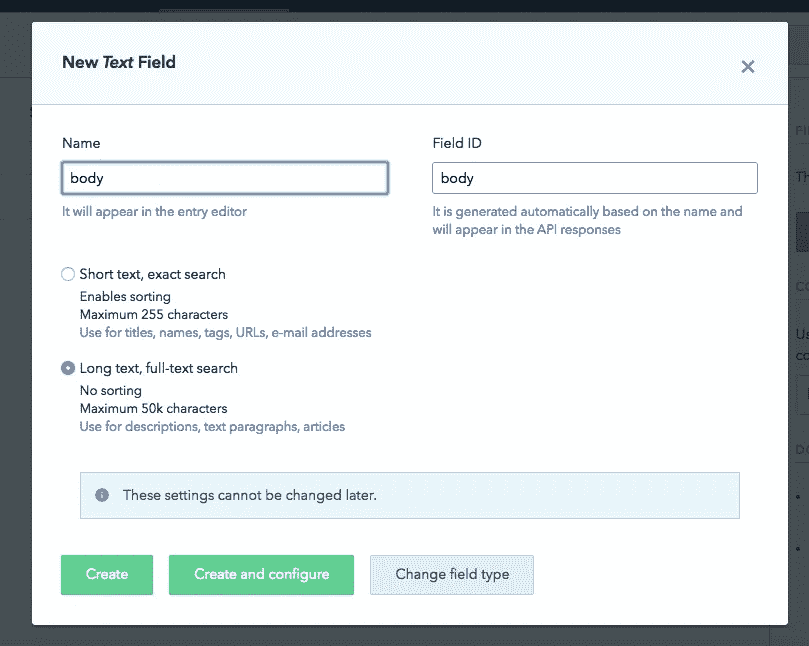 New Text Field
Name
body
It will appear in the entry editor
Field ID
body
It is generated automatically based on the name and
will appear in the API responses
Short text, exact search
Enables sorting
Maximum 255 characters
Use for titles, names, tags, URLs, e-mail addresses
Long text, full-text search
No sorting
Maximum 50k characters
Use for descriptions, text paragraphs, articles
These settings cannot be changed later.
Create
Create and configure
Change field type